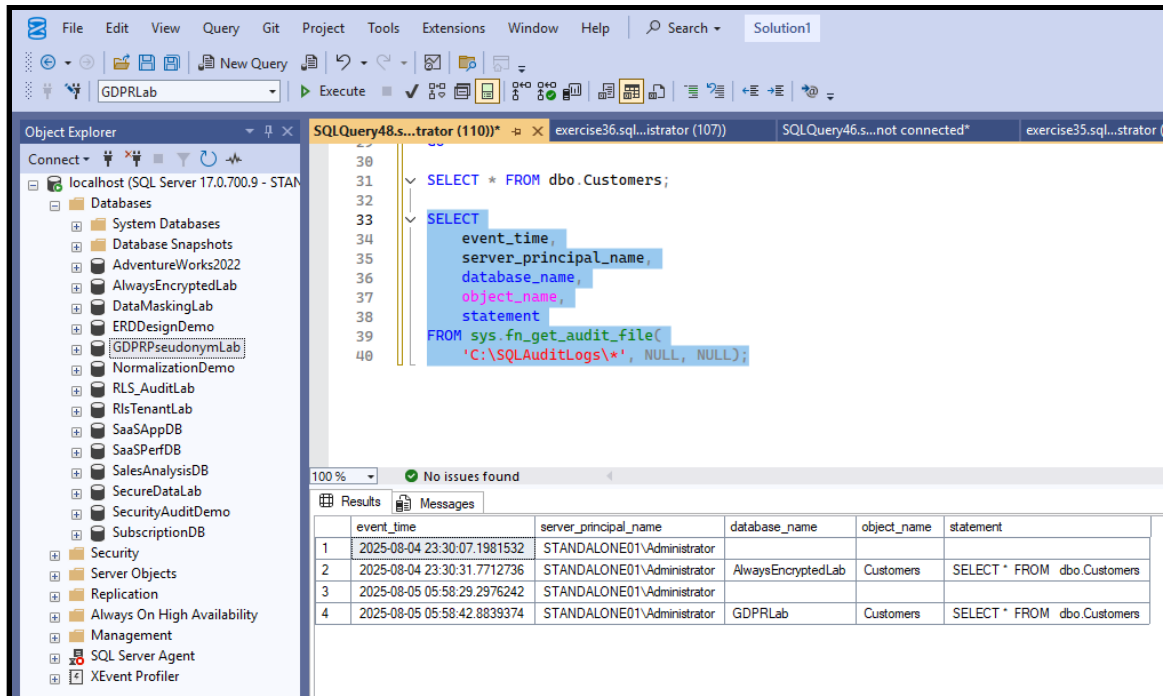 File Edit View Query Git Project Tools Extensions Window Help Search Solution1
New Query
GDPRLab Execute
Object Explorer
SQLQuery48.s...trator (110))* exercise36.sql...istrator (107)) SQLQuery46.s...not connected* exercise35.sql...strator (
Connect
localhost (SQL Server 17.0.700.9 - STAN
Databases
System Databases
Database Snapshots
AdventureWorks2022
AlwaysEncryptedLab
DataMaskingLab
ERDDesignDemo
GDPRPseudonymLab
NormalizationDemo
RLS_AuditLab
RlsTenantLab
SaaSAppDB
SaaSPerfDB
SalesAnalysisDB
SecureDataLab
SecurityAuditDemo
SubscriptionDB
Security
Server Objects
Replication
Always On High Availability
Management
SQL Server Agent
XEvent Profiler
30
31 SELECT * FROM dbo.Customers;
32
33 SELECT
34 event_time,
35 server_principal_name,
36 database_name,
37 object_name,
38 statement
39 FROM sys.fn_get_audit_file(
40 'C:\SQLAuditLogs\*', NULL, NULL);
100 % No issues found
Results Messages
event_time server_principal_name database_name object_name statement
1 2025-08-04 23:30:07.1981532 STANDALONE01\Administrator
2 2025-08-04 23:30:31.7712736 STANDALONE01\Administrator AlwaysEncryptedLab Customers SELECT * FROM dbo.Customers
3 2025-08-05 05:58:29.2976242 STANDALONE01\Administrator
4 2025-08-05 05:58:42.8839374 STANDALONE01\Administrator GDPRLab Customers SELECT * FROM dbo.Customers